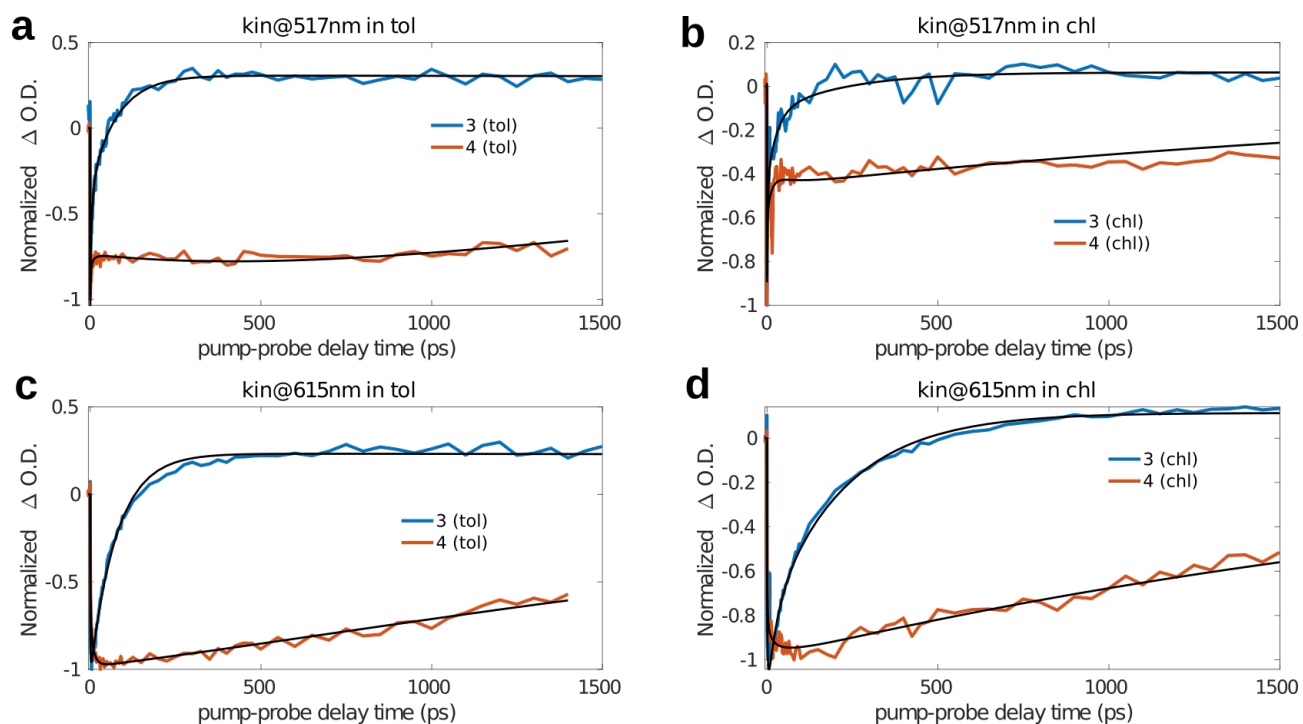 a
kin@517nm in tol
Normalized Δ O.D.
0.5
0
-0.5
-1
3 (tol)
4 (tol)
0 500 1000 1500
pump-probe delay time (ps)
b
kin@517nm in chl
Normalized Δ O.D.
0.2
0
-0.2
-0.4
-0.6
-0.8
-1
3 (chl)
4 (chl))
0 500 1000 1500
pump-probe delay time (ps)
c
kin@615nm in tol
Normalized Δ O.D.
0.5
0
-0.5
-1
3 (tol)
4 (tol)
0 500 1000 1500
pump-probe delay time (ps)
d
kin@615nm in chl
Normalized Δ O.D.
0
-0.2
-0.4
-0.6
-0.8
-1
3 (chl)
4 (chl)
0 500 1000 1500
pump-probe delay time (ps)